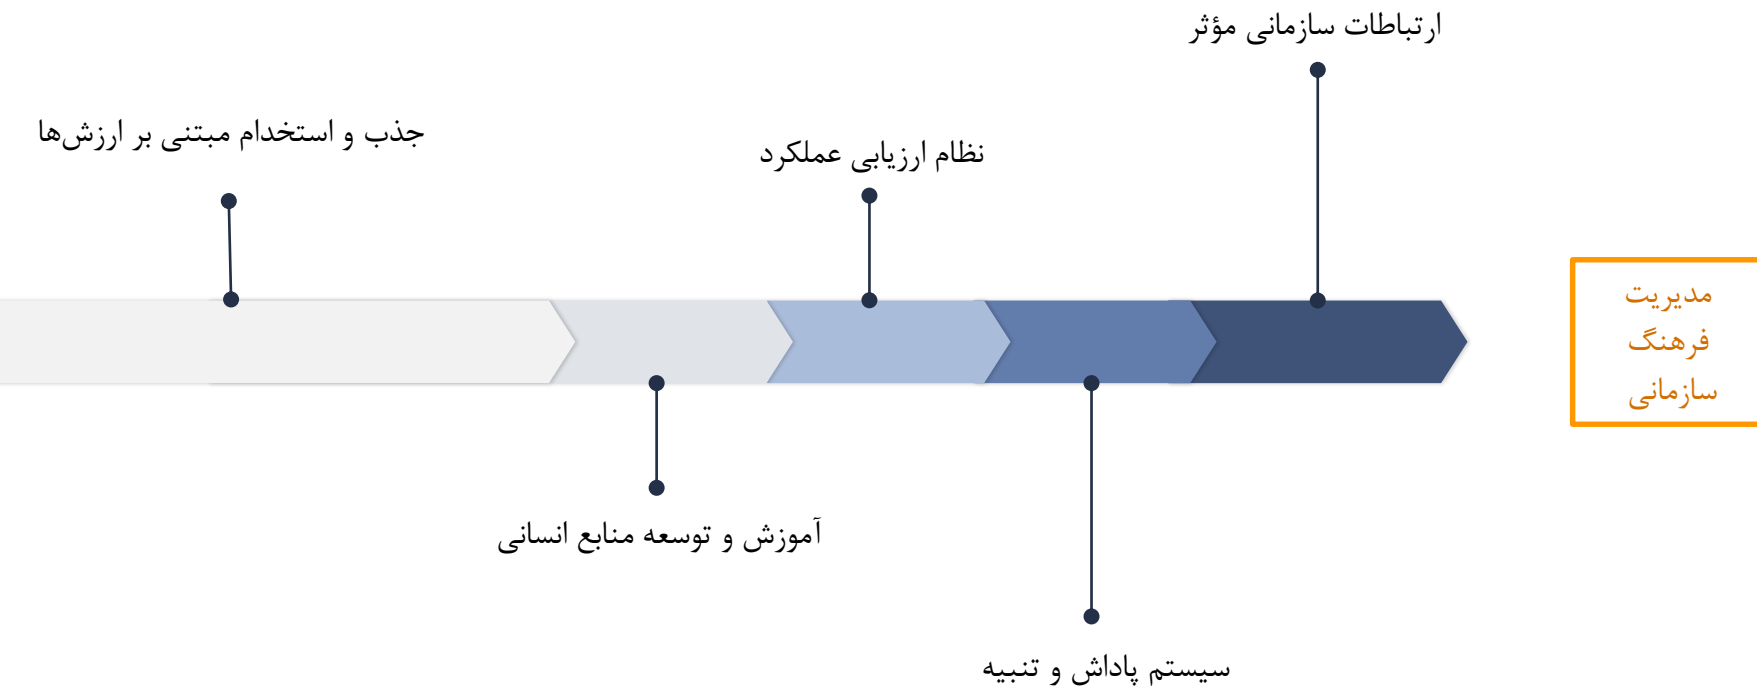 ارتباطات سازمانی مؤثر
جذب و استخدام مبتنی بر ارزش‌ها
نظام ارزیابی عملکرد
مدیریت
فرهنگ
سازمانی
آموزش و توسعه منابع انسانی
سیستم پاداش و تنبیه